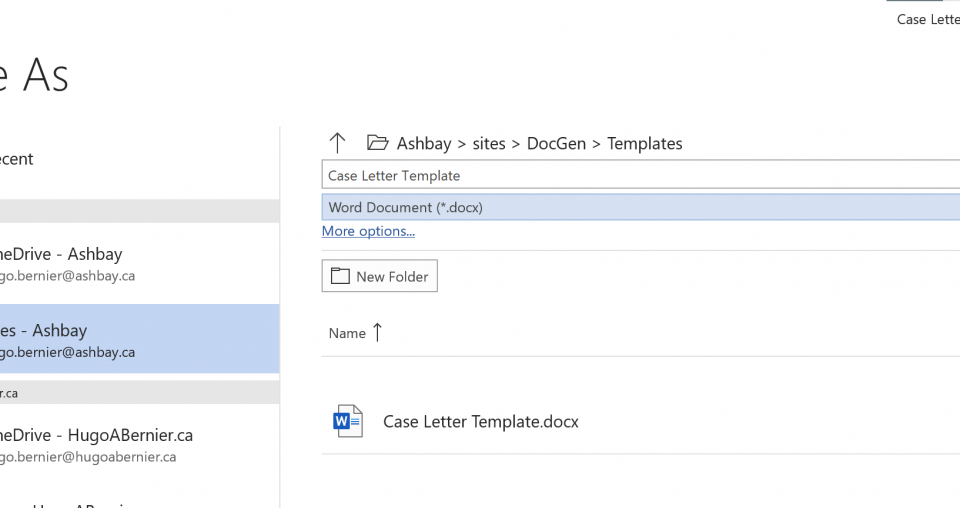 Case Lette
e As
ecent
Ashbay > sites > DocGen > Templates
Case Letter Template
Word Document (*.docx)
More options...
neDrive - Ashbay
go.bernier@ashbay.ca
New Folder
es - Ashbay
go.bernier@ashbay.ca
Name
r.ca
Case Letter Template.docx
neDrive - HugoABernier.ca
go.bernier@hugoabernier.ca